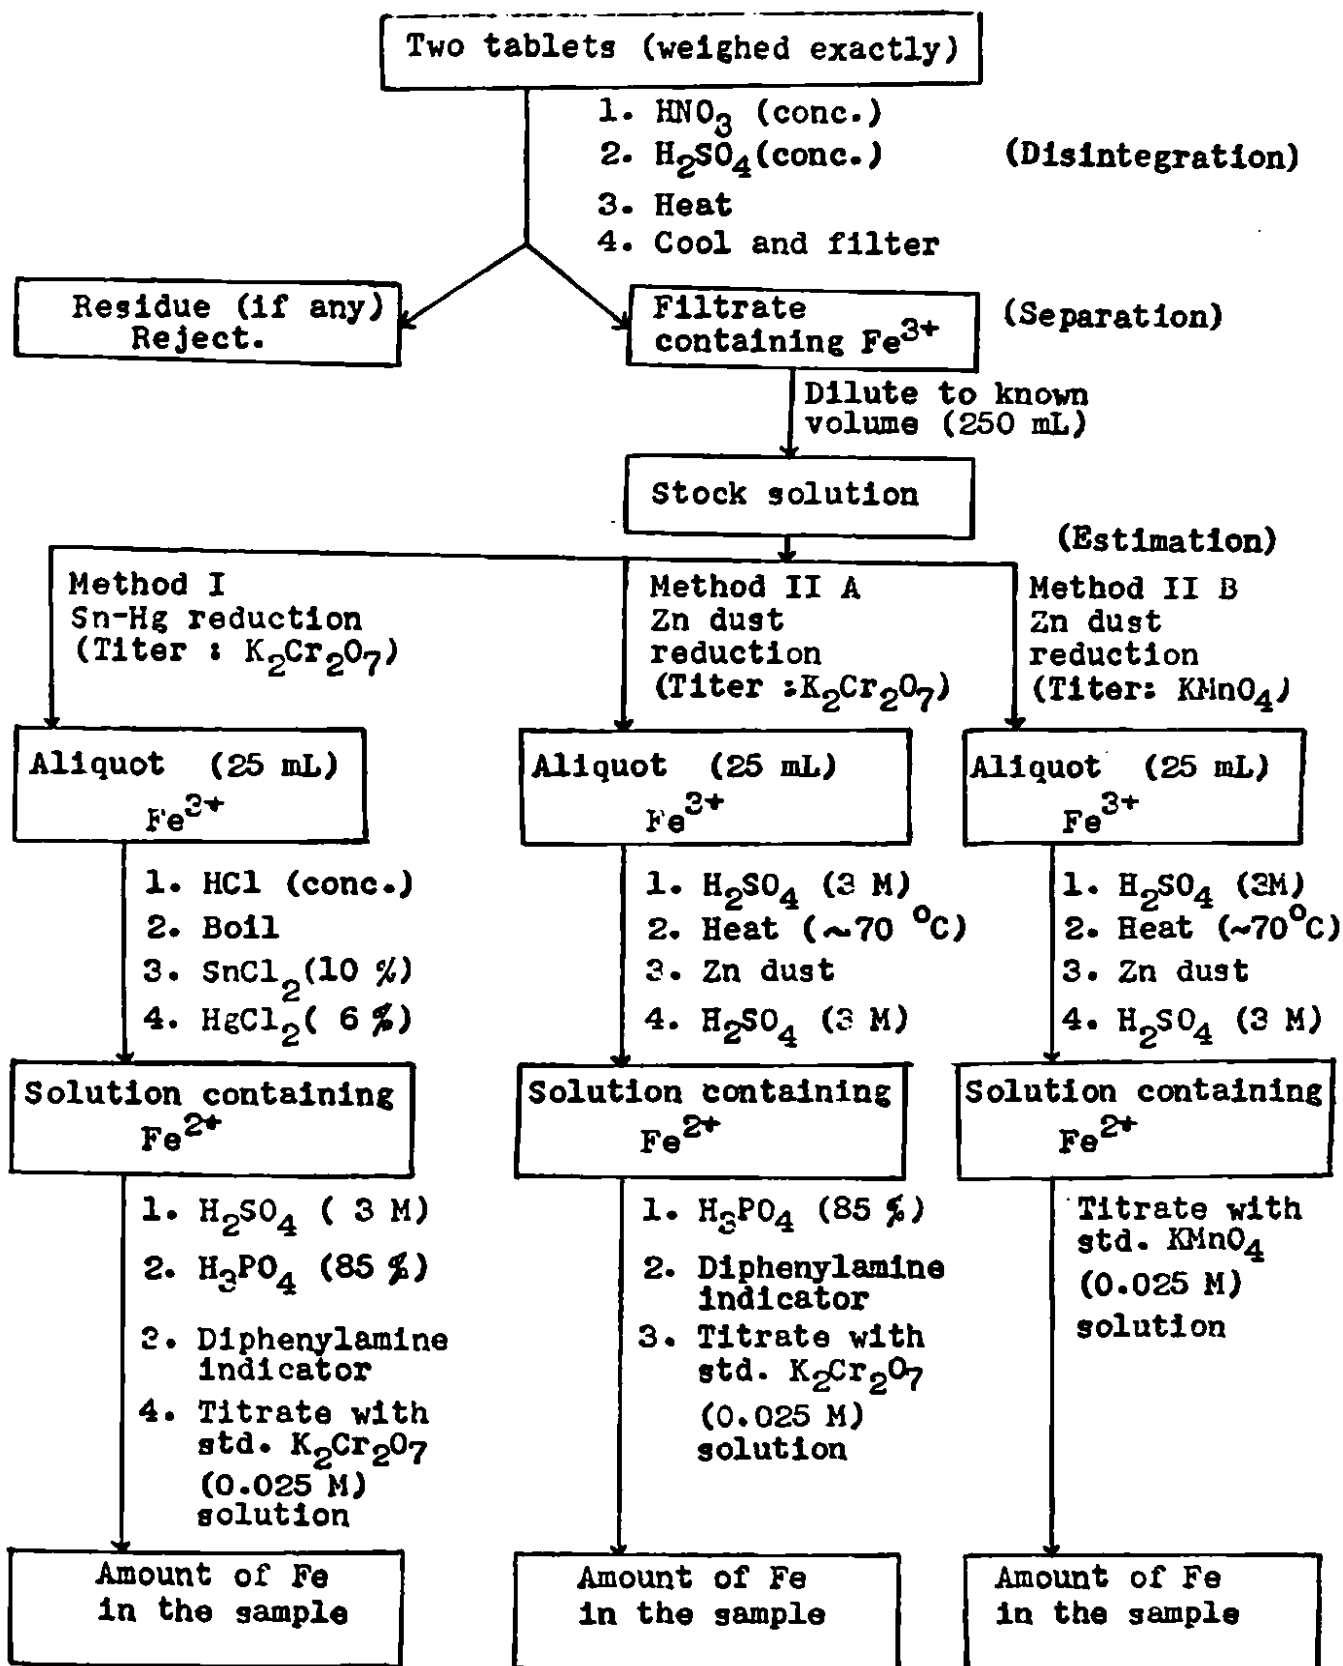 Two tablets (weighed exactly)
1. HNO3 (conc.)
2. H2SO4(conc.)
(Disintegration)
3. Heat
4. Cool and filter
Residue (if any)
Reject.
Filtrate
containing Fe3+
(Separation)
Dilute to known
volume (250 mL)
Stock solution
(Estimation)
Method I
Sn-Hg reduction
(Titer : K2Cr2O7)
Method II A
Zn dust
reduction
(Titer :K2Cr2O7)
Method II B
Zn dust
reduction
(Titer: KMnO4)
Aliquot (25 mL)
Fe3+
Aliquot (25 mL)
Fe3+
Aliquot (25 mL)
Fe3+
1. HCl (conc.)
2. Boil
3. SnCl2(10 %)
4. HgCl2( 6 %)
1. H2SO4 (3 M)
2. Heat (~70 °C)
3. Zn dust
4. H2SO4 (3 M)
1. H2SO4 (3M)
2. Heat (~70°C)
3. Zn dust
4. H2SO4 (3 M)
Solution containing
Fe2+
Solution containing
Fe2+
Solution containing
Fe2+
1. H2SO4 ( 3 M)
2. H3PO4 (85 %)
3. Diphenylamine
indicator
4. Titrate with
std. K2Cr2O7
(0.025 M)
solution
1. H3PO4 (85 %)
2. Diphenylamine
indicator
3. Titrate with
std. K2Cr2O7
(0.025 M)
solution
Titrate with
std. KMnO4
(0.025 M)
solution
Amount of Fe
in the sample
Amount of Fe
in the sample
Amount of Fe
in the sample